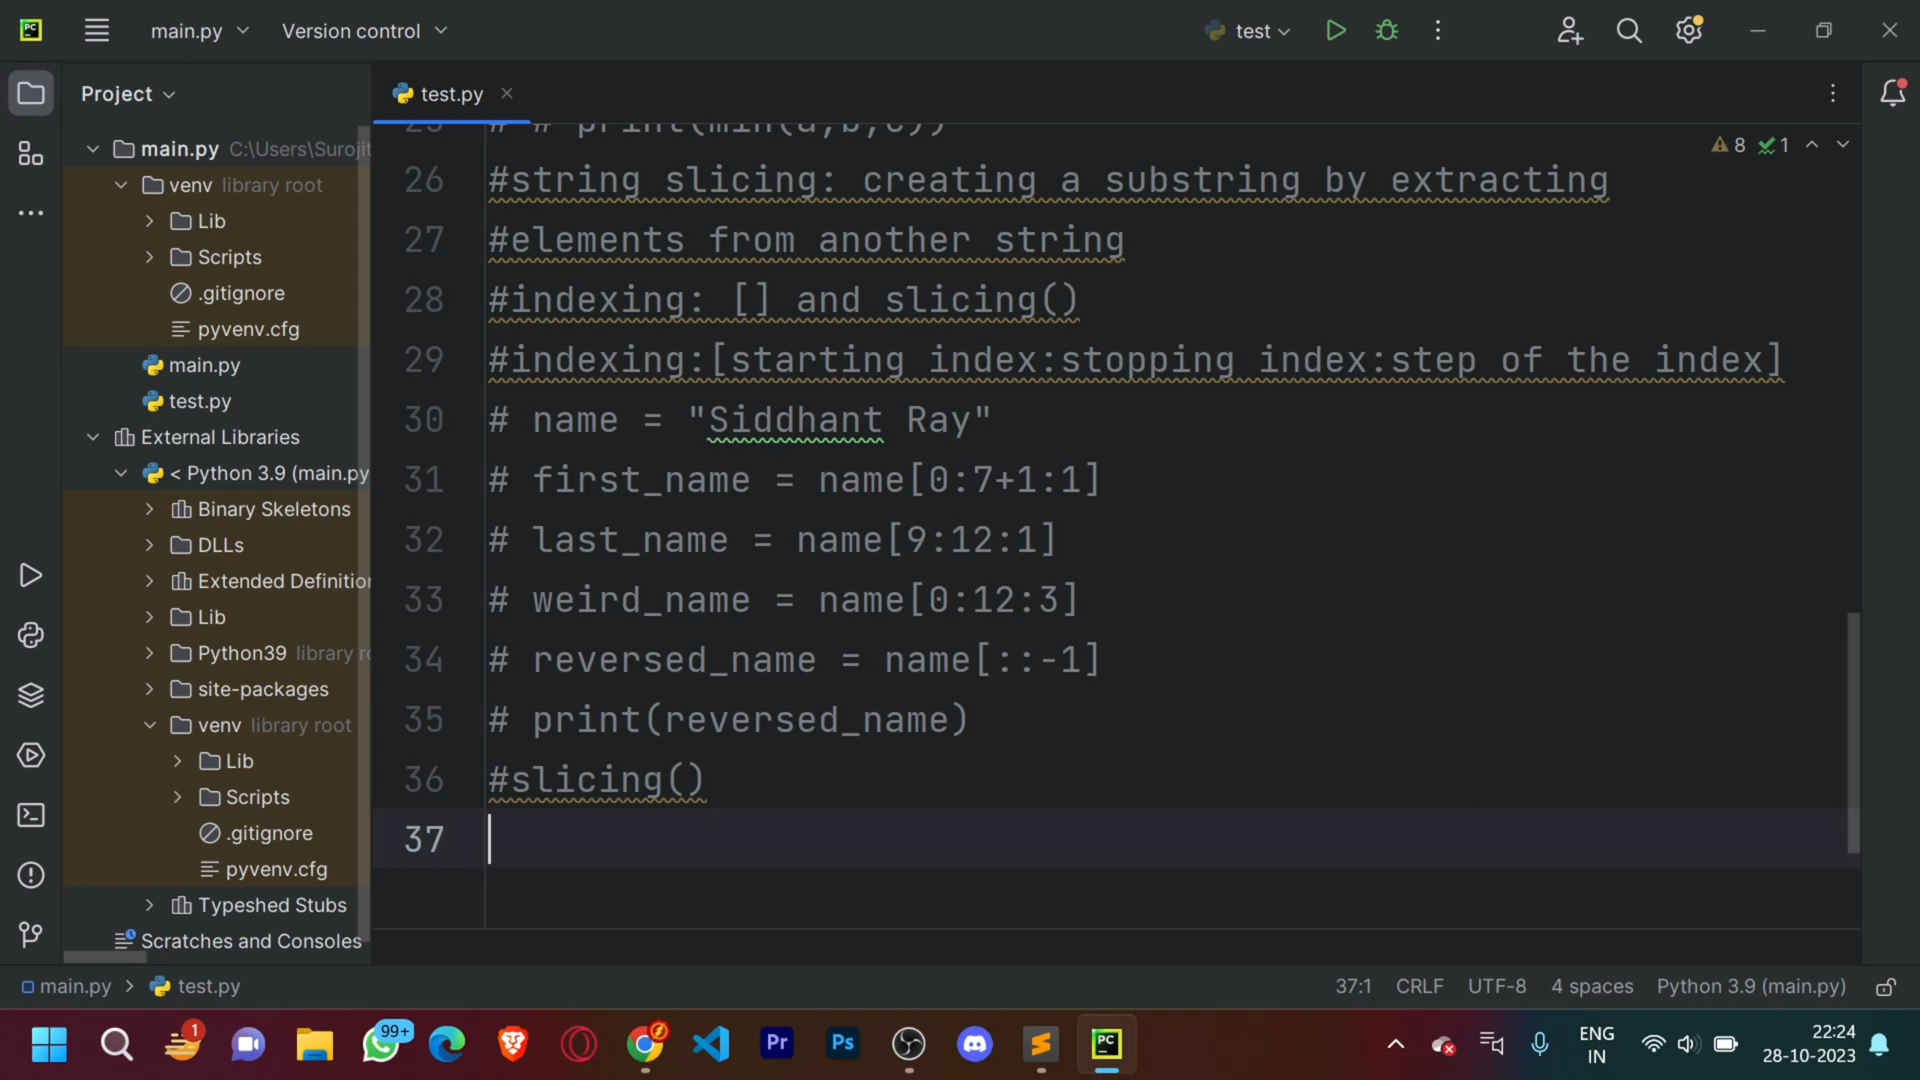 main.py
Version control
test
Project
test.py
main.py C:\Users\Surojit
venv library root
Lib
Scripts
.gitignore
pyvenv.cfg
main.py
test.py
External Libraries
< Python 3.9 (main.py
Binary Skeletons
DLLs
Extended Definition
Lib
Python39 library r
site-packages
venv library root
Lib
Scripts
.gitignore
pyvenv.cfg
Typeshed Stubs
Scratches and Consoles
8 1
25 # # print(min(a,b,c))
26 #string slicing: creating a substring by extracting
27 #elements from another string
28 #indexing: [] and slicing()
29 #indexing:[starting index:stopping index:step of the index]
30 # name = "Siddhant Ray"
31 # first_name = name[0:7+1:1]
32 # last_name = name[9:12:1]
33 # weird_name = name[0:12:3]
34 # reversed_name = name[::-1]
35 # print(reversed_name)
36 #slicing()
37
main.py > test.py
37:1 CRLF UTF-8 4 spaces Python 3.9 (main.py)
1
99+
Pr
Ps
PC
ENG
IN
22:24
28-10-2023